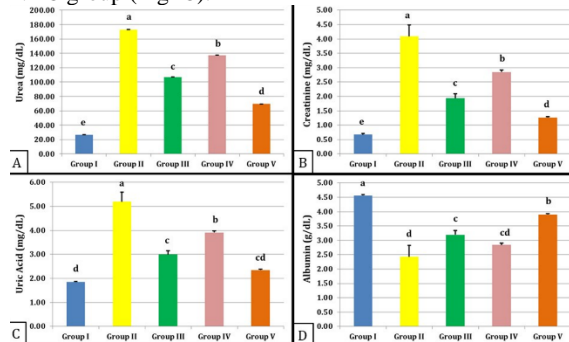 group
Urea (mg/dL)
200.00
180.00
160.00
140.00
120.00
100.00
80.00
60.00
40.00
20.00
0.00
e
a
c
b
d
Group I Group II Group III Group IV Group V
A
Creatinine (mg/dL)
5.00
4.50
4.00
3.50
3.00
2.50
2.00
1.50
1.00
0.50
0.00
e
a
c
b
d
Group I Group II Group III Group IV Group V
B
Uric Acid (mg/dL)
6.00
5.00
4.00
3.00
2.00
1.00
0.00
d
a
c
b
cd
Group I Group II Group III Group IV Group V
C
Albumin (g/dL)
5.00
4.50
4.00
3.50
3.00
2.50
2.00
1.50
1.00
0.50
0.00
a
d
c
cd
b
Group I Group II Group III Group IV Group V
D